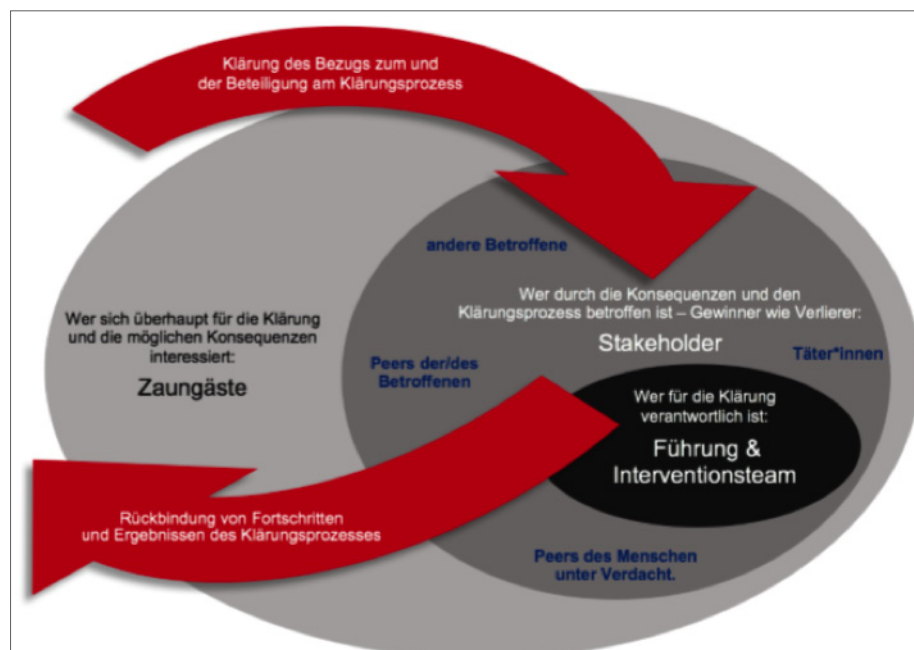 Klärung des Bezugs zum und
der Beteiligung am Klärungsprozess
andere Betroffene
Wer durch die Konsequenzen und den
Klärungsprozess betroffen ist – Gewinner wie Verlierer:
Stakeholder
Wer sich überhaupt für die Klärung
und die möglichen Konsequenzen
interessiert:
Zaungäste
Peers der/des
Betroffenen
Täter*innen
Wer für die Klärung
verantwortlich ist:
Führung &
Interventionsteam
Rückbindung von Fortschritten
und Ergebnissen des Klärungsprozesses
Peers des Menschen
unter Verdacht.